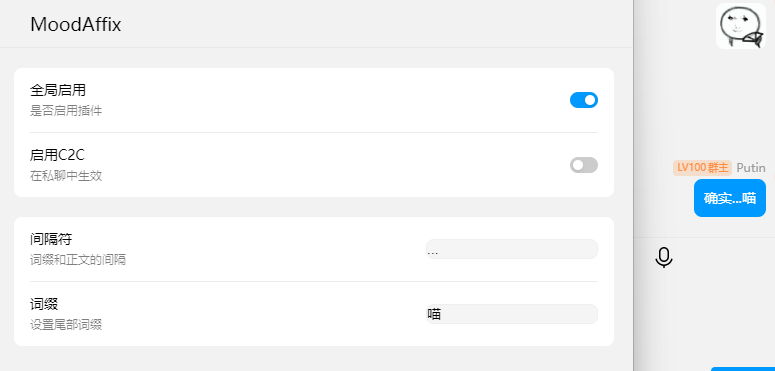 MoodAffix
全局启用
是否启用插件
启用C2C
在私聊中生效
间隔符
词缀和正文的间隔
...
词缀
设置尾部词缀
喵
LV100 群主 Putin
确实...喵